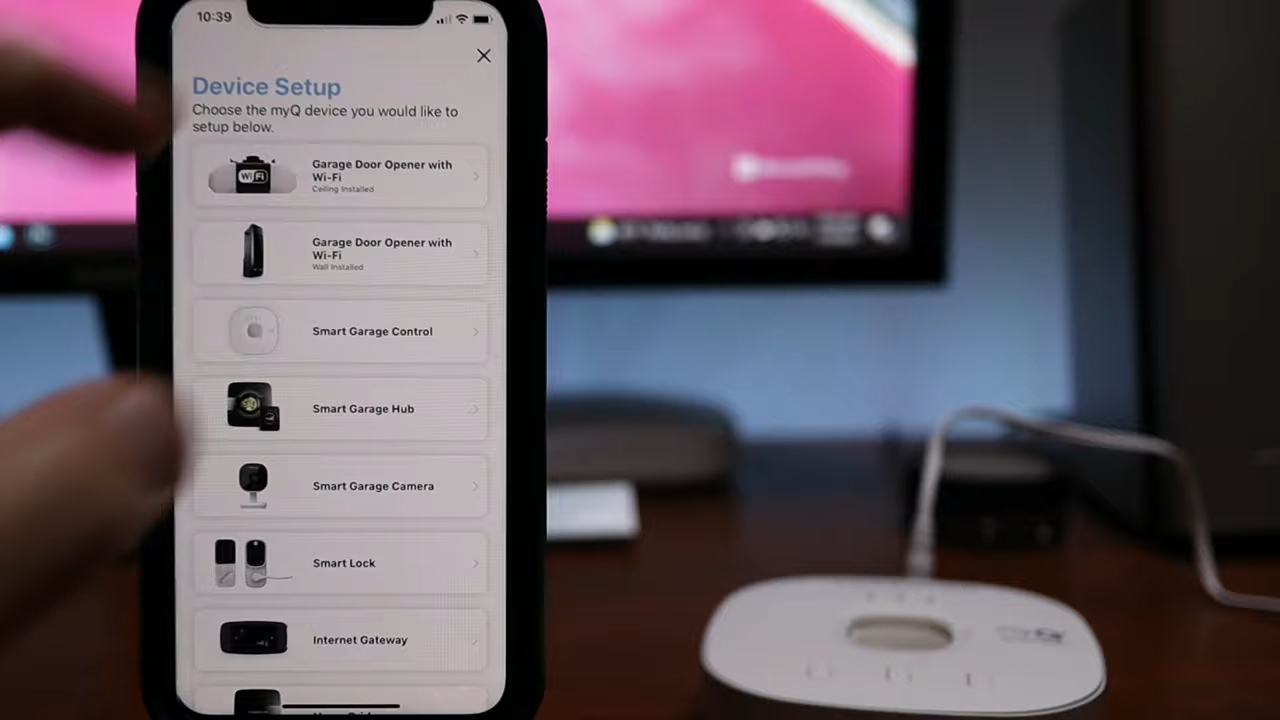 10:39
Device Setup
Choose the myQ device you would like to
setup below.
WiFi
Garage Door Opener with
Wi-Fi
Ceiling Installed
Garage Door Opener with
Wi-Fi
Wall Installed
Smart Garage Control
Smart Garage Hub
Smart Garage Camera
Smart Lock
Internet Gateway